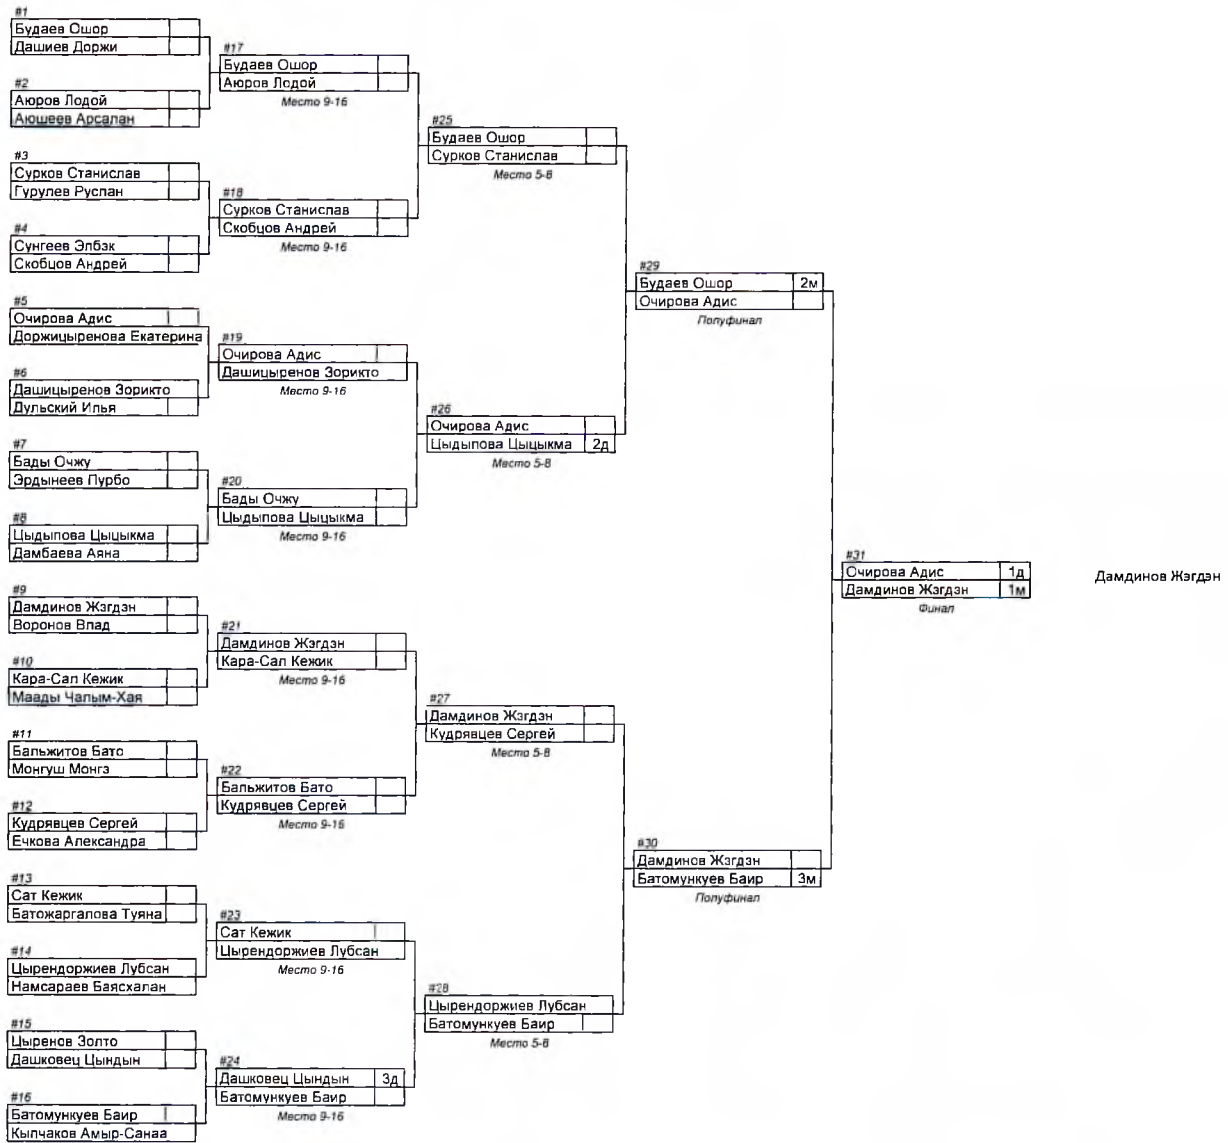 #1
Будаев Ошор
Дашиев Доржи
#2
Аюров Лодой
Аюшеев Арсалан
#3
Сурков Станислав
Гурулев Руслан
#4
Сунгеев Элбэк
Скобцов Андрей
#5
Очирова Адис
Доржицыренова Екатерина
#6
Дашицыренов Зорикто
Дульский Илья
#7
Бады Очжу
Эрдынеев Пурбо
#8
Цыдыпова Цыцыкма
Дамбаева Аяна
#9
Дамдинов Жэгдэн
Воронов Влад
#10
Кара-Сал Кежик
Маады Чалым-Хая
#11
Бальжитов Бато
Монгуш Монгэ
#12
Кудрявцев Сергей
Ечкова Александра
#13
Сат Кежик
Батожаргалова Туяна
#14
Цырендоржиев Лубсан
Намсараев Баясхалан
#15
Цыренов Золто
Дашковец Цындын
#16
Батомункуев Баир
Кыпчаков Амыр-Санаа
#17
Будаев Ошор
Аюров Лодой
Место 9-16
#18
Сурков Станислав
Скобцов Андрей
Место 9-16
#19
Очирова Адис
Дашицыренов Зорикто
Место 9-16
#20
Бады Очжу
Цыдыпова Цыцыкма
Место 9-16
#21
Дамдинов Жэгдэн
Кара-Сал Кежик
Место 9-16
#22
Бальжитов Бато
Кудрявцев Сергей
Место 9-16
#23
Сат Кежик
Цырендоржиев Лубсан
Место 9-16
#24
Дашковец Цындын 3д
Батомункуев Баир
Место 9-16
#25
Будаев Ошор
Сурков Станислав
Место 5-8
#26
Очирова Адис
Цыдыпова Цыцыкма 2д
Место 5-8
#27
Дамдинов Жэгдэн
Кудрявцев Сергей
Место 5-8
#28
Цырендоржиев Лубсан
Батомункуев Баир
Место 5-8
#29
Будаев Ошор 2м
Очирова Адис
Полуфинал
#30
Дамдинов Жэгдэн
Батомункуев Баир 3м
Полуфинал
#31
Очирова Адис 1д
Дамдинов Жэгдэн 1м
Финал
Дамдинов Жэгдэн